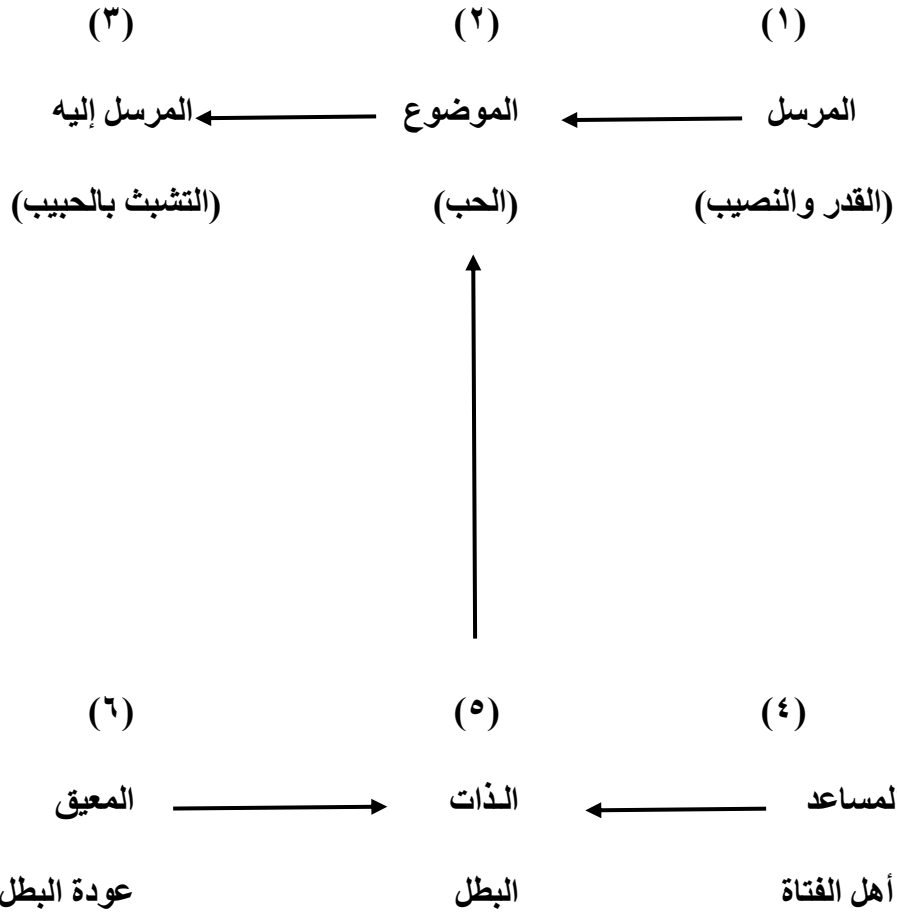 (١) (٢) (٣)
المرسل الموضوع المرسل إليه
(القدر والنصيب) (الحب) (التشبث بالحبيب)
(٤) (٥) (٦)
لمساعد الـذات المعيق
أهل الفتاة البطل عودة البطل